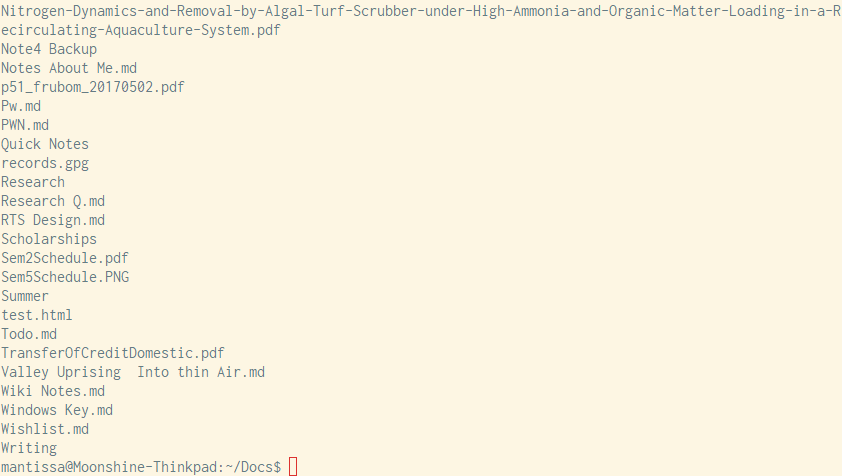 Nitrogen-Dynamics-and-Removal-by-Algal-Turf-Scrubber-under-High-Ammonia-and-Organic-Matter-Loading-in-a-R
ecirculating-Aquaculture-System.pdf
Note4 Backup
Notes About Me.md
p51_frubom_20170502.pdf
Pw.md
PWN.md
Quick Notes
records.gpg
Research
Research Q.md
RTS Design.md
Scholarships
Sem2Schedule.pdf
Sem5Schedule.PNG
Summer
test.html
Todo.md
TransferOfCreditDomestic.pdf
Valley Uprising  Into thin Air.md
Wiki Notes.md
Windows Key.md
Wishlist.md
Writing
mantissa@Moonshine-Thinkpad:~/Docs$